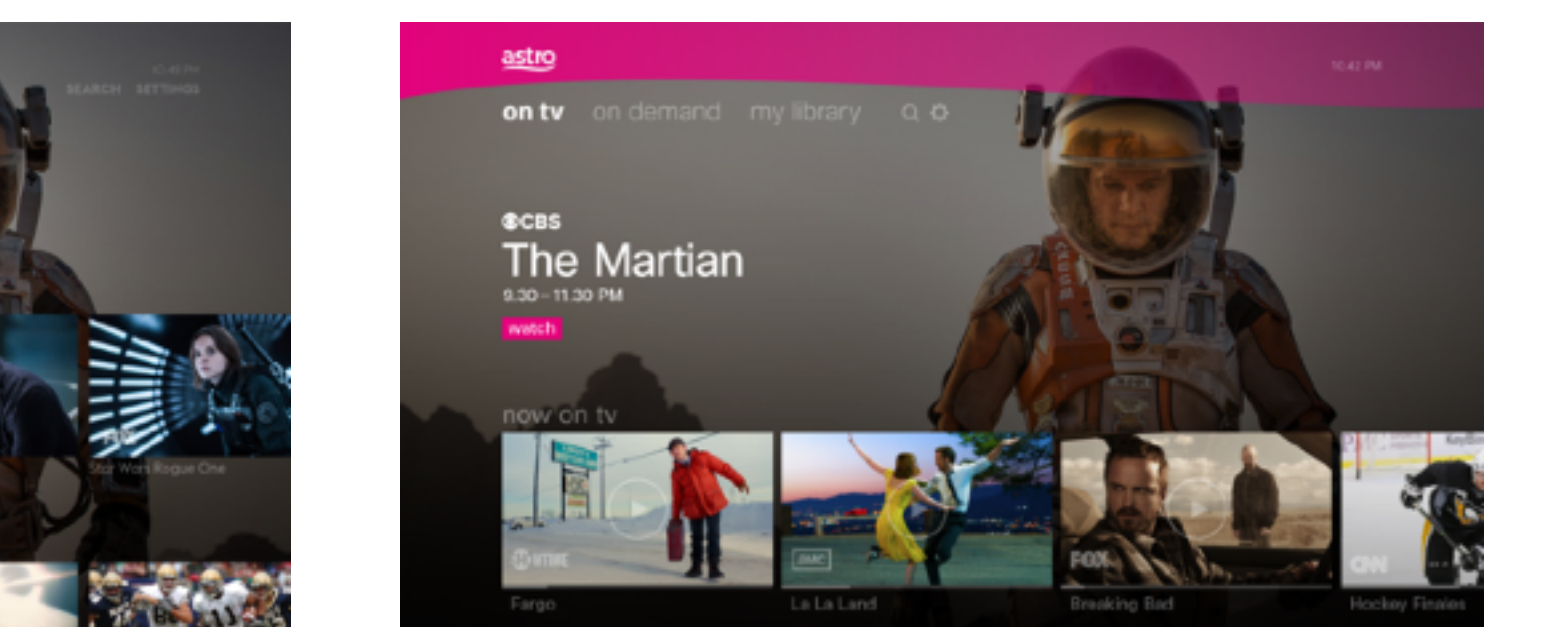 10:42 PM
SEARCH SETTINGS
FOX
Star Wars Rogue One
astro
10:42 PM
on tv on demand my library
CBS
The Martian
9.30 – 11.30 PM
watch
now on tv
SHOWTIME
AMC
FOX
CNN
Fargo
La La Land
Breaking Bad
Hockey Finales